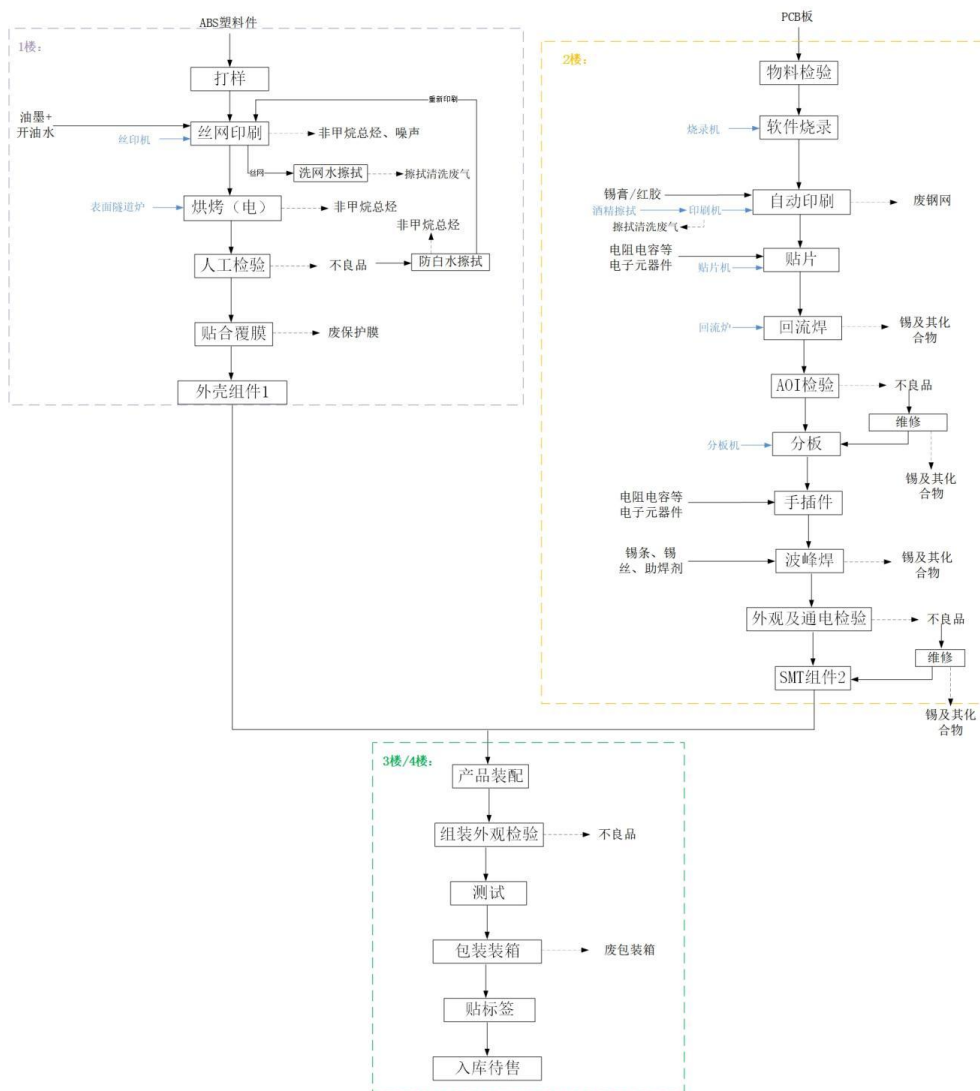 ABS塑料件
1楼:
打样
重新印刷
油墨+
开油水
丝印机
丝网印刷
非甲烷总烃、噪声
丝网
洗网水擦拭
擦拭清洗废气
表面隧道炉
烘烤（电）
非甲烷总烃
非甲烷总烃
人工检验
不良品
防白水擦拭
贴合覆膜
废保护膜
外壳组件1
PCB板
2楼:
物料检验
烧录机
软件烧录
锡膏/红胶
酒精擦拭
印刷机
自动印刷
废钢网
擦拭清洗废气
电阻电容等
电子元器件
贴片机
贴片
回流炉
回流焊
锡及其化
合物
AOI检验
不良品
维修
分板机
分板
锡及其化
合物
电阻电容等
电子元器件
手插件
锡条、锡
丝、助焊剂
波峰焊
锡及其化
合物
外观及通电检验
不良品
维修
SMT组件2
锡及其化
合物
3楼/4楼:
产品装配
组装外观检验
不良品
测试
包装装箱
废包装箱
贴标签
入库待售